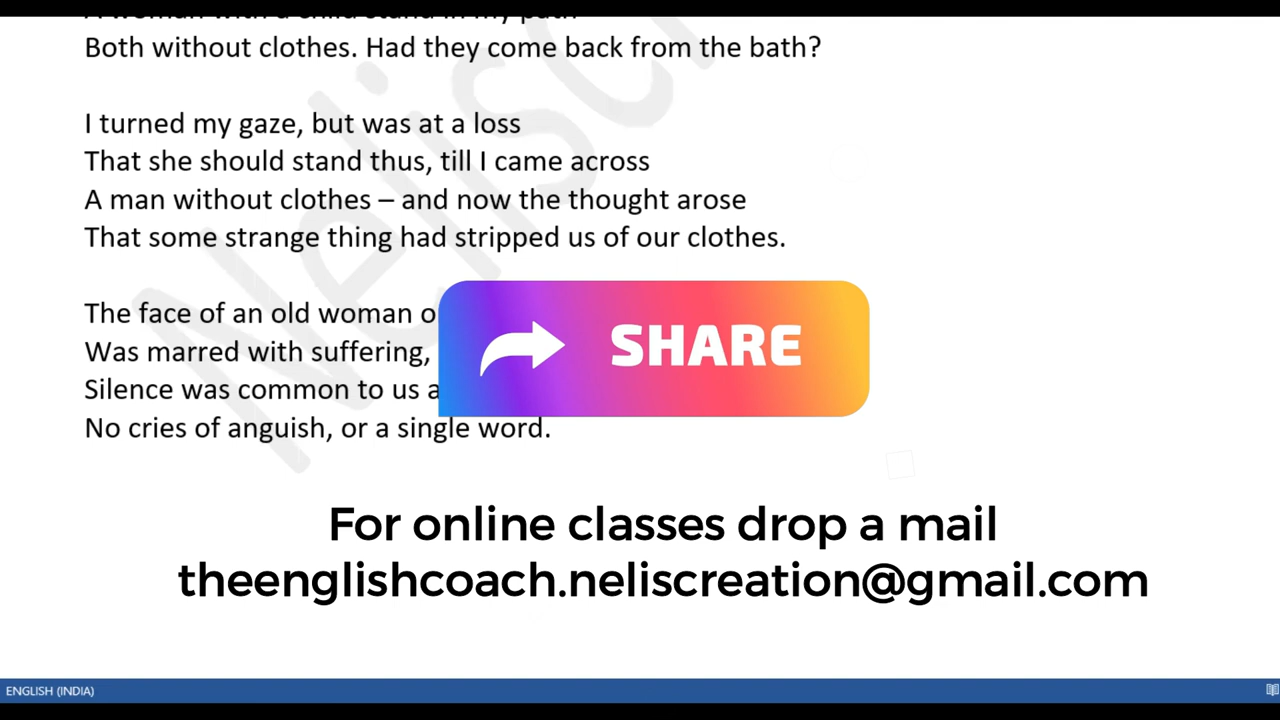 Both without clothes. Had they come back from the bath?
I turned my gaze, but was at a loss
That she should stand thus, till I came across
A man without clothes – and now the thought arose
That some strange thing had stripped us of our clothes.
The face of an old woman
Was marred with suffering,
Silence was common to us
No cries of anguish, or a single word.
SHARE
For online classes drop a mail
theenglishcoach.neliscreation@gmail.com
ENGLISH (INDIA)